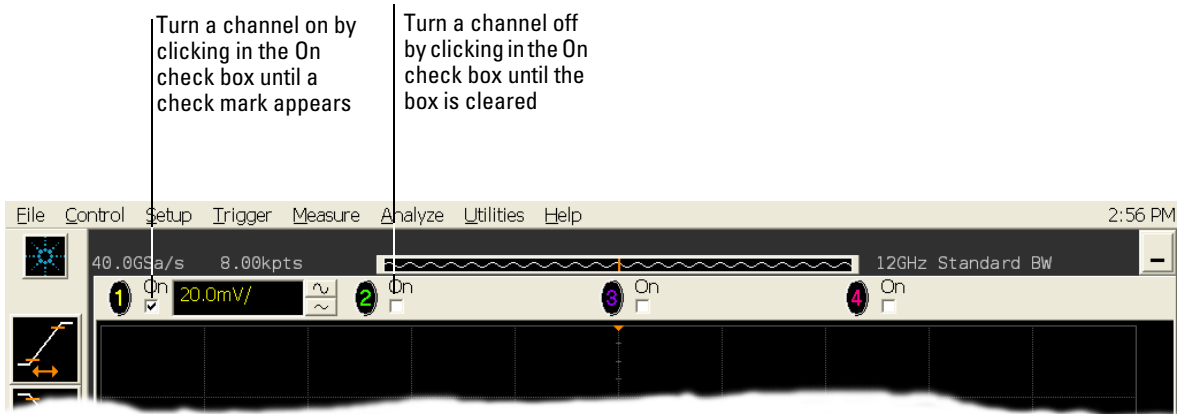 Turn a channel on by
clicking in the On
check box until a
check mark appears
Turn a channel off
by clicking in the On
check box until the
box is cleared
File Control Setup Trigger Measure Analyze Utilities Help 2:56 PM
40.0GSa/s 8.00kpts 12GHz Standard BW
1 On 20.0mV/ 2 On 3 On 4 On